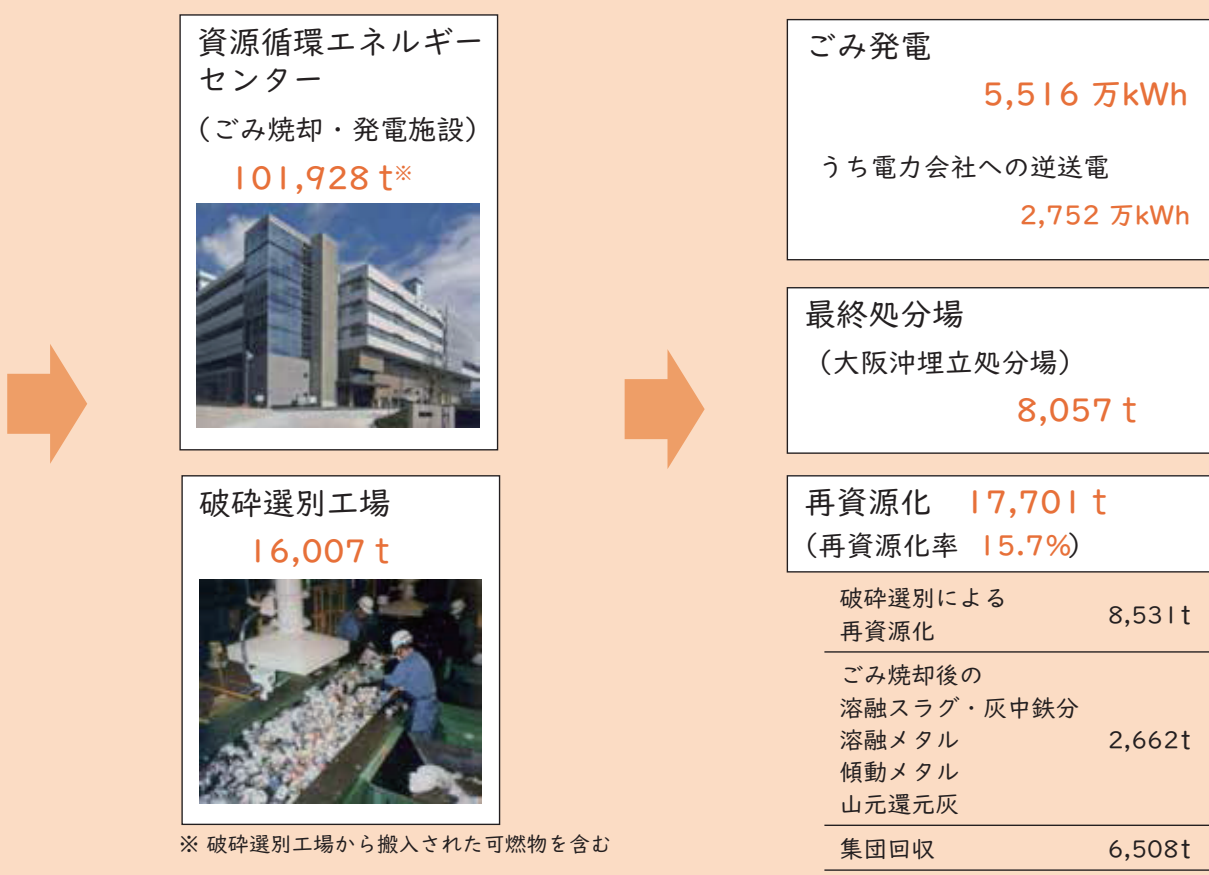 資源循環エネルギー
センター
（ごみ焼却・発電施設）
101,928 t※
破砕選別工場
16,007 t
※ 破砕選別工場から搬入された可燃物を含む
ごみ発電
5,516 万kWh
うち電力会社への逆送電
2,752 万kWh
最終処分場
（大阪沖埋立処分場）
8,057 t
再資源化 17,701 t
（再資源化率 15.7%）
破砕選別による
再資源化 8,531t
ごみ焼却後の
溶融スラグ・灰中鉄分
溶融メタル 2,662t
傾動メタル
山元還元灰
集団回収 6,508t